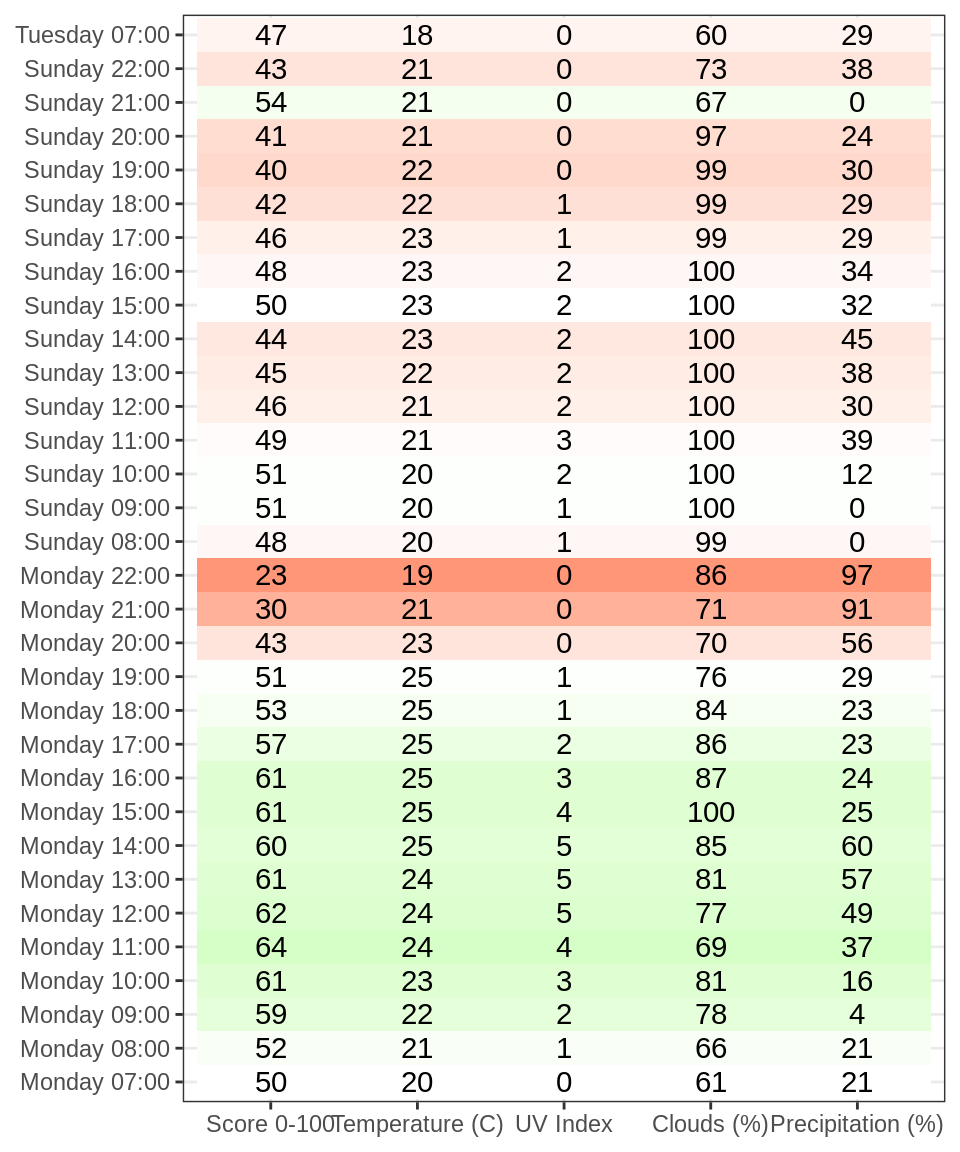 Tuesday 07:00 47 18 0 60 29
Sunday 22:00 43 21 0 73 38
Sunday 21:00 54 21 0 67 0
Sunday 20:00 41 21 0 97 24
Sunday 19:00 40 22 0 99 30
Sunday 18:00 42 22 1 99 29
Sunday 17:00 46 23 1 99 29
Sunday 16:00 48 23 2 100 34
Sunday 15:00 50 23 2 100 32
Sunday 14:00 44 23 2 100 45
Sunday 13:00 45 22 2 100 38
Sunday 12:00 46 21 2 100 30
Sunday 11:00 49 21 3 100 39
Sunday 10:00 51 20 2 100 12
Sunday 09:00 51 20 1 100 0
Sunday 08:00 48 20 1 99 0
Monday 22:00 23 19 0 86 97
Monday 21:00 30 21 0 71 91
Monday 20:00 43 23 0 70 56
Monday 19:00 51 25 1 76 29
Monday 18:00 53 25 1 84 23
Monday 17:00 57 25 2 86 23
Monday 16:00 61 25 3 87 24
Monday 15:00 61 25 4 100 25
Monday 14:00 60 25 5 85 60
Monday 13:00 61 24 5 81 57
Monday 12:00 62 24 5 77 49
Monday 11:00 64 24 4 69 37
Monday 10:00 61 23 3 81 16
Monday 09:00 59 22 2 78 4
Monday 08:00 52 21 1 66 21
Monday 07:00 50 20 0 61 21
Score 0-100 Temperature (C) UV Index Clouds (%) Precipitation (%)